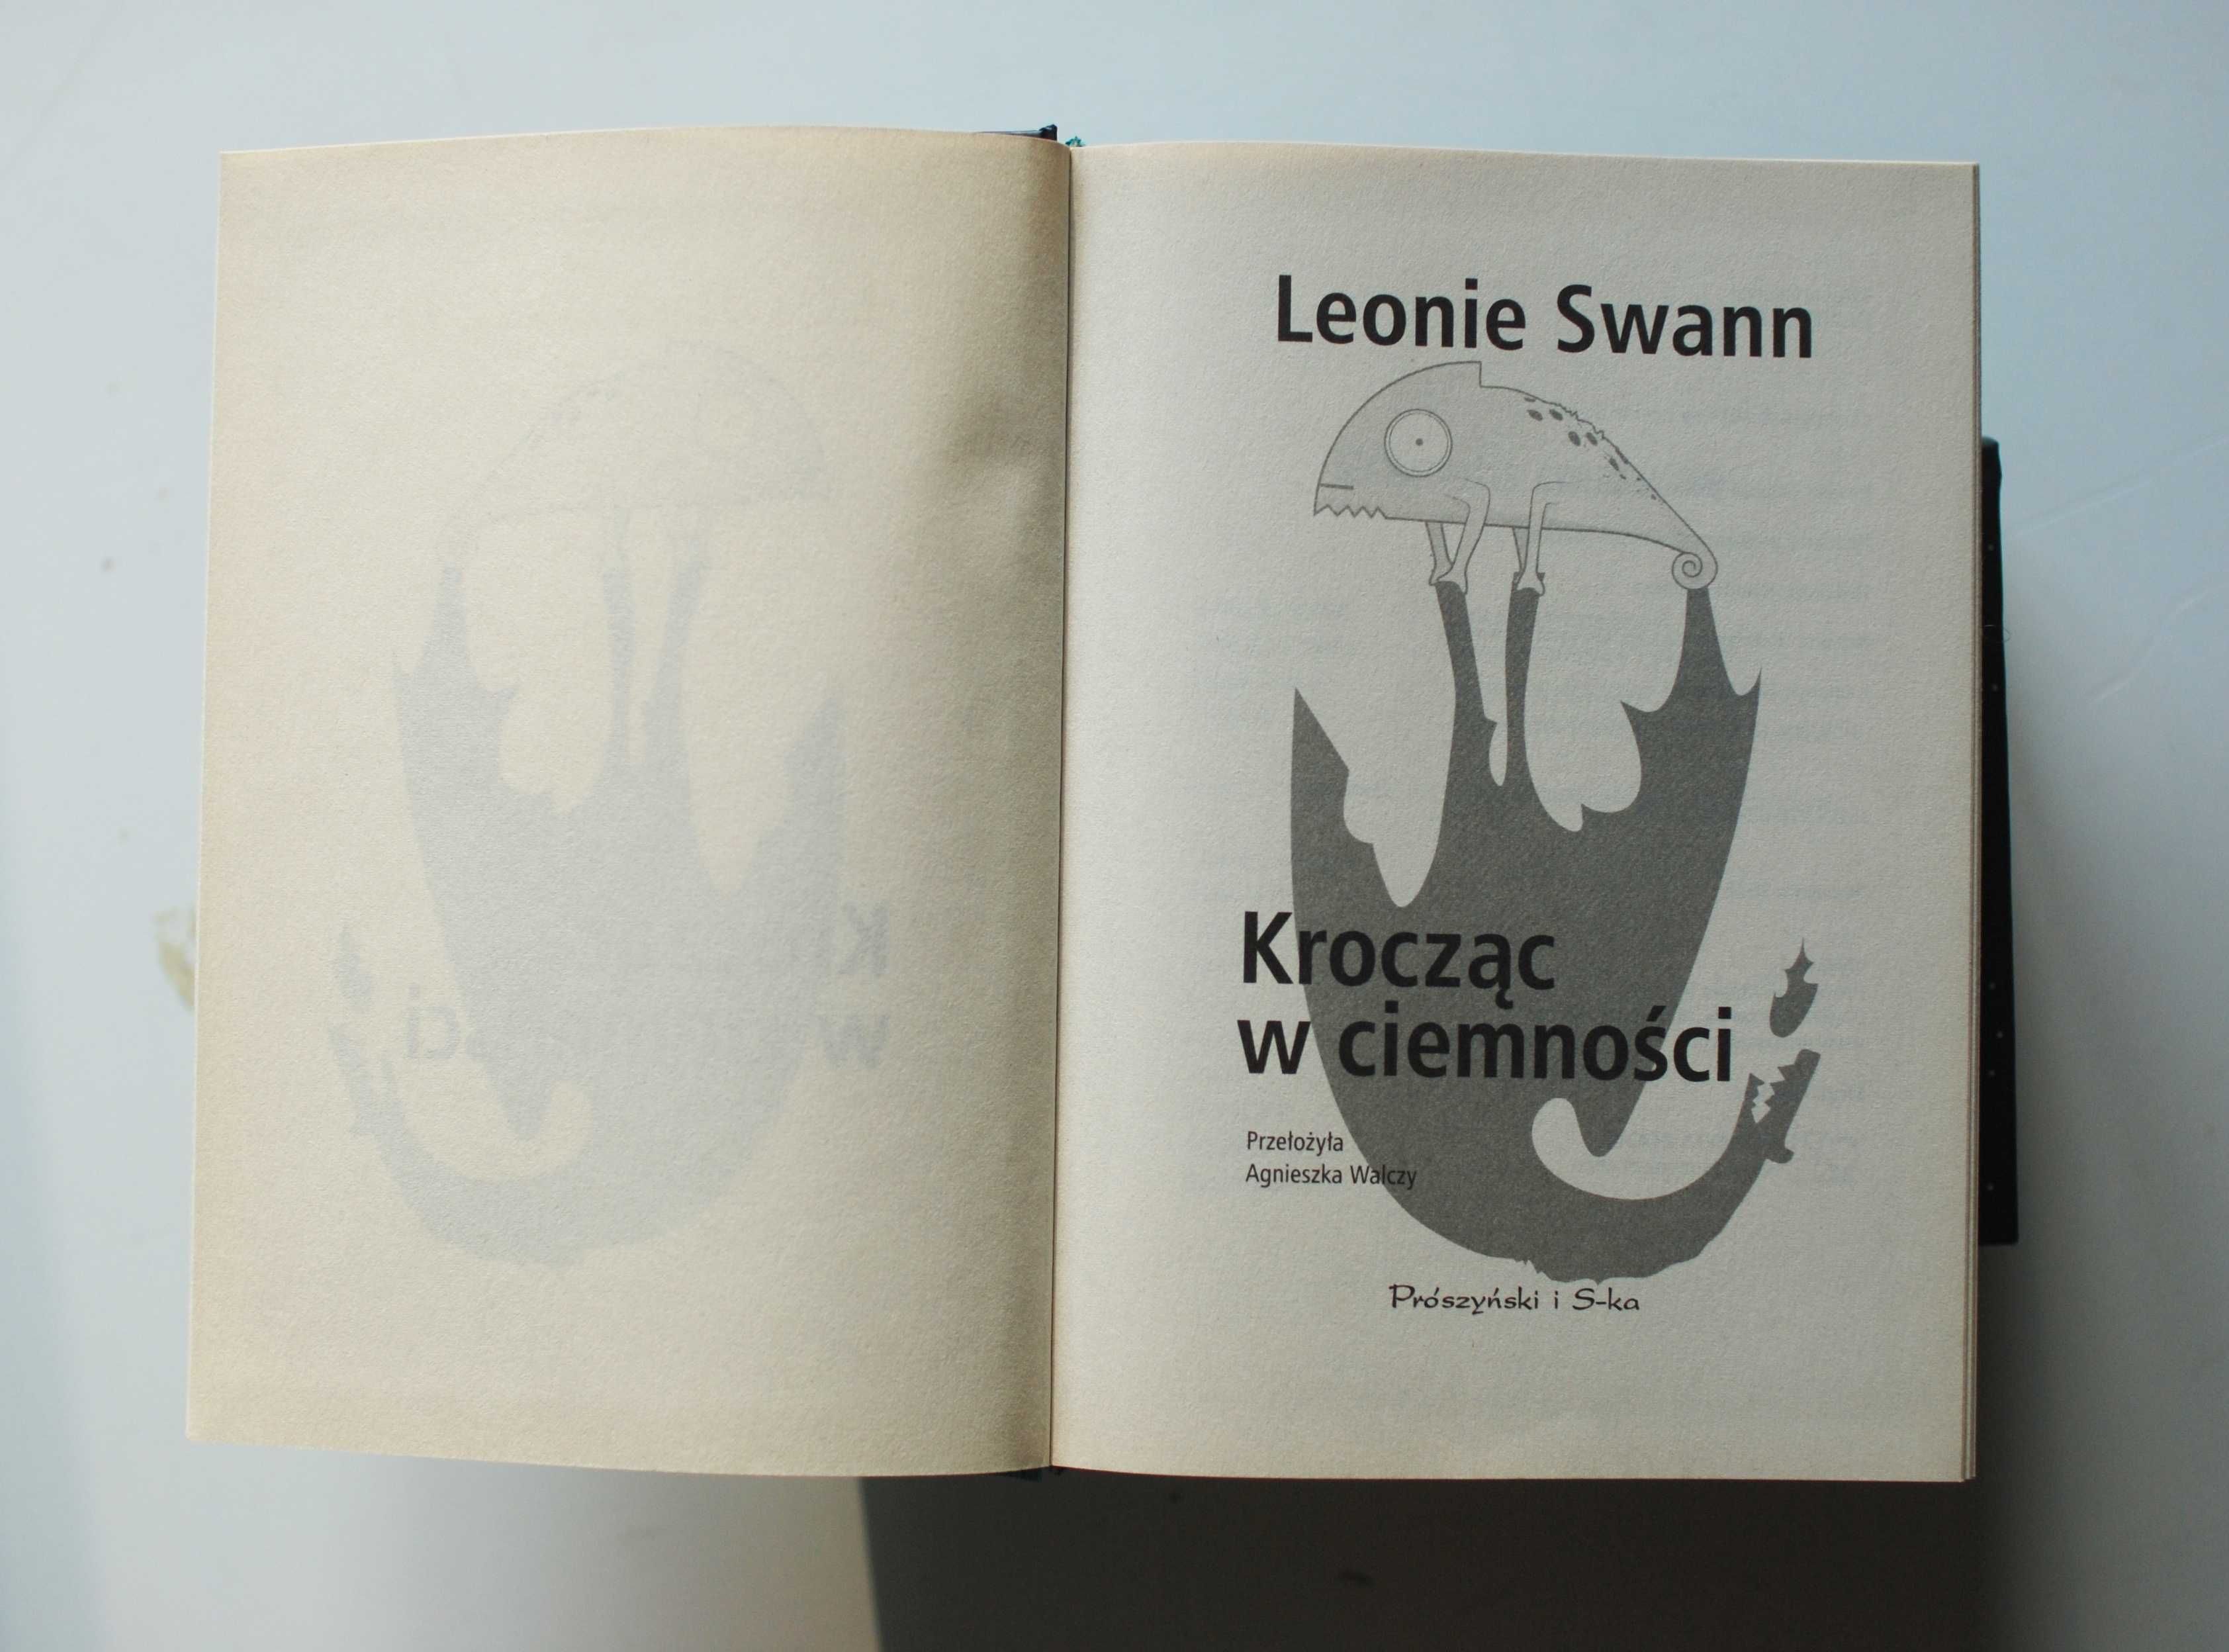 Leonie Swann
Krocząc
w ciemności
Przełożyła
Agnieszka Walczy
Prószyński i S-ka